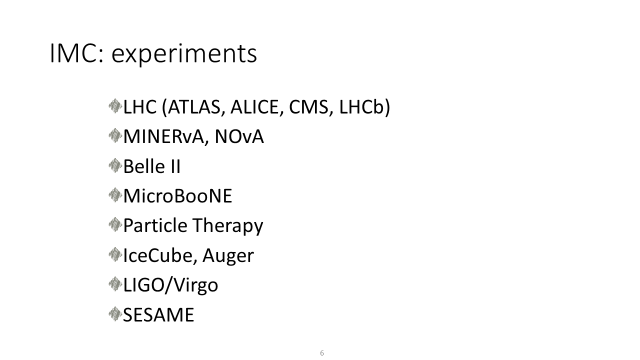 IMC: experiments
LHC (ATLAS, ALICE, CMS, LHCb)
MINERvA, NOvA
Belle II
MicroBooNE
Particle Therapy
IceCube, Auger
LIGO/Virgo
SESAME
6